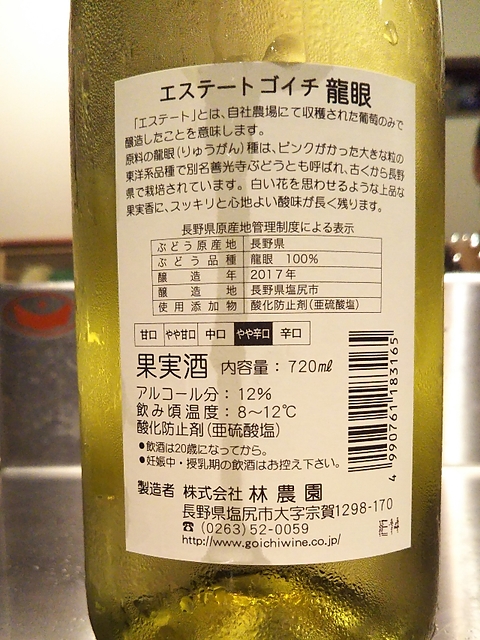 エステート ゴイチ 龍眼
「エステート」とは、自社農場にて収穫された葡萄のみで
醸造したことを意味します。
原料の龍眼(りゅうがん)種は、ピンクがかった大きな粒の
東洋系品種で別名善光寺ぶどうとも呼ばれ、古くから長野
県で栽培されています。白い花を思わせるような上品な
果実香に、スッキリと心地よい酸味が長く残ります。
長野県原産地管理制度による表示
ぶどう原産地 長野県
ぶどう品種 龍眼 100%
醸造年 2017年
醸造地 長野県塩尻市
使用添加物 酸化防止剤(亜硫酸塩)
甘口 やや甘口 中口 やや辛口 辛口
果実酒 内容量：720㎖
アルコール分：12%
飲み頃温度：8～12℃
酸化防止剤(亜硫酸塩)
●飲酒は20歳になってから。
●妊娠中・授乳期の飲酒はお控え下さい。
4 990761 183165
製造者 株式会社 林農園
長野県塩尻市大字宗賀1298-170
☎(0263)52-0059
http://www.goichiwine.co.jp/